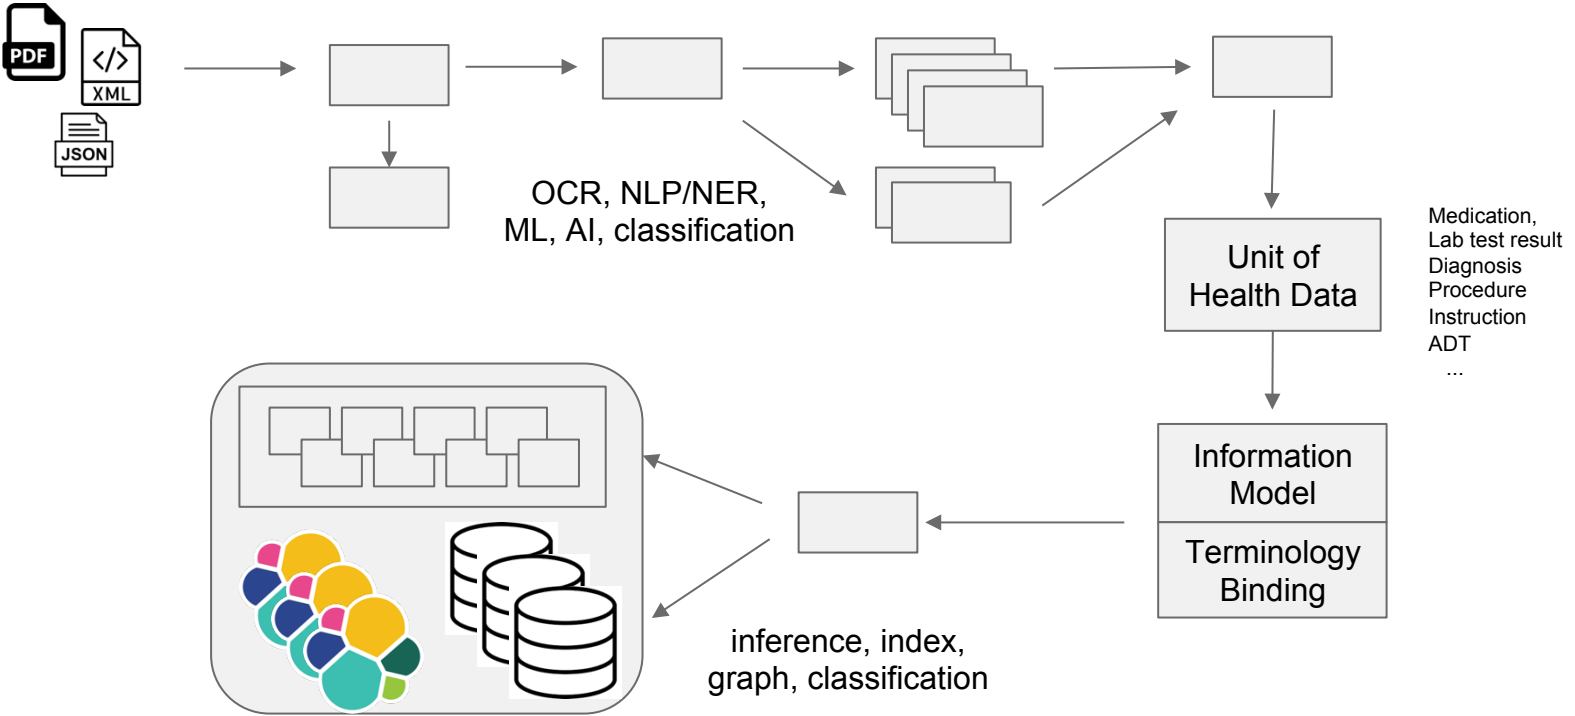 PDF
</>
XML
JSON
OCR, NLP/NER,
ML, AI, classification
Unit of
Health Data
Medication,
Lab test result
Diagnosis
Procedure
Instruction
ADT
...
Information
Model
Terminology
Binding
inference, index,
graph, classification